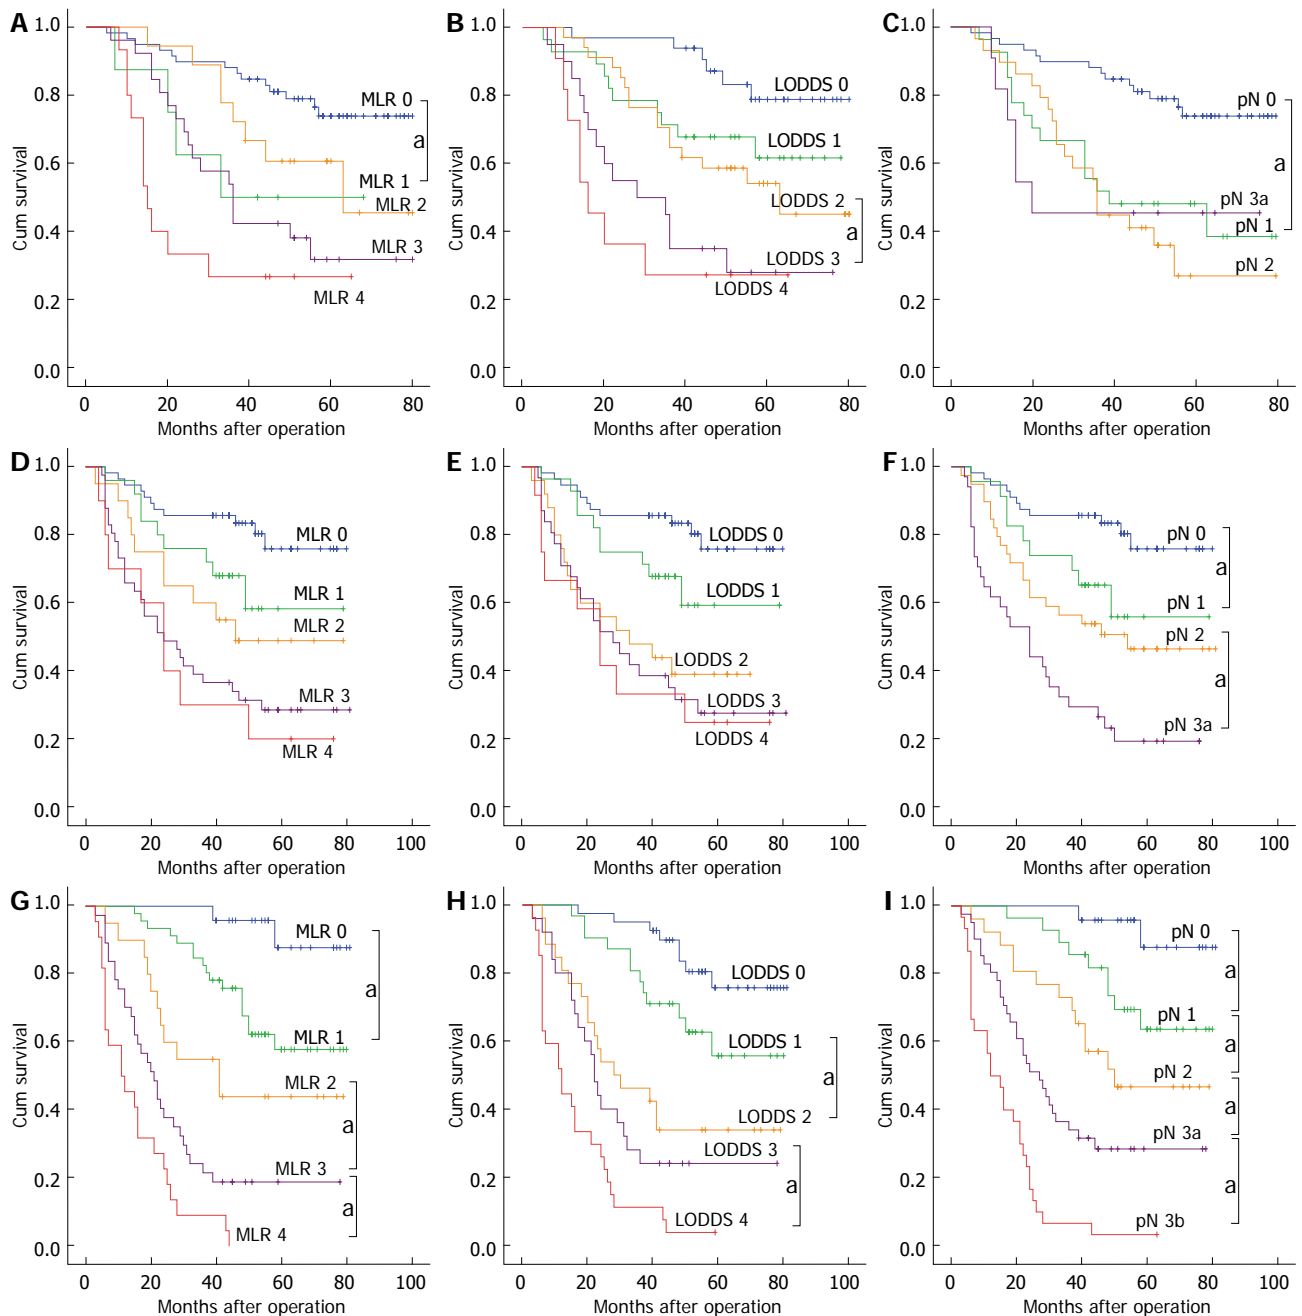 A
1.0
0.8
0.6
0.4
0.2
0.0
Cum survival
MLR 0
a
MLR 1
MLR 2
MLR 3
MLR 4
0 20 40 60 80
Months after operation
B
1.0
0.8
0.6
0.4
0.2
0.0
Cum survival
LODDS 0
LODDS 1
LODDS 2
a
LODDS 3
LODDS 4
0 20 40 60 80
Months after operation
C
1.0
0.8
0.6
0.4
0.2
0.0
Cum survival
pN 0
a
pN 3a
pN 1
pN 2
0 20 40 60 80
Months after operation
D
1.0
0.8
0.6
0.4
0.2
0.0
Cum survival
MLR 0
MLR 1
MLR 2
MLR 3
MLR 4
0 20 40 60 80 100
Months after operation
E
1.0
0.8
0.6
0.4
0.2
0.0
Cum survival
LODDS 0
LODDS 1
LODDS 2
LODDS 3
LODDS 4
0 20 40 60 80 100
Months after operation
F
1.0
0.8
0.6
0.4
0.2
0.0
Cum survival
pN 0
a
pN 1
pN 2
a
pN 3a
0 20 40 60 80 100
Months after operation
G
1.0
0.8
0.6
0.4
0.2
0.0
Cum survival
MLR 0
a
MLR 1
MLR 2
a
MLR 3
a
MLR 4
0 20 40 60 80 100
Months after operation
H
1.0
0.8
0.6
0.4
0.2
0.0
Cum survival
LODDS 0
LODDS 1
a
LODDS 2
LODDS 3
a
LODDS 4
0 20 40 60 80 100
Months after operation
I
1.0
0.8
0.6
0.4
0.2
0.0
Cum survival
pN 0
a
pN 1
a
pN 2
a
pN 3a
a
pN 3b
0 20 40 60 80 100
Months after operation